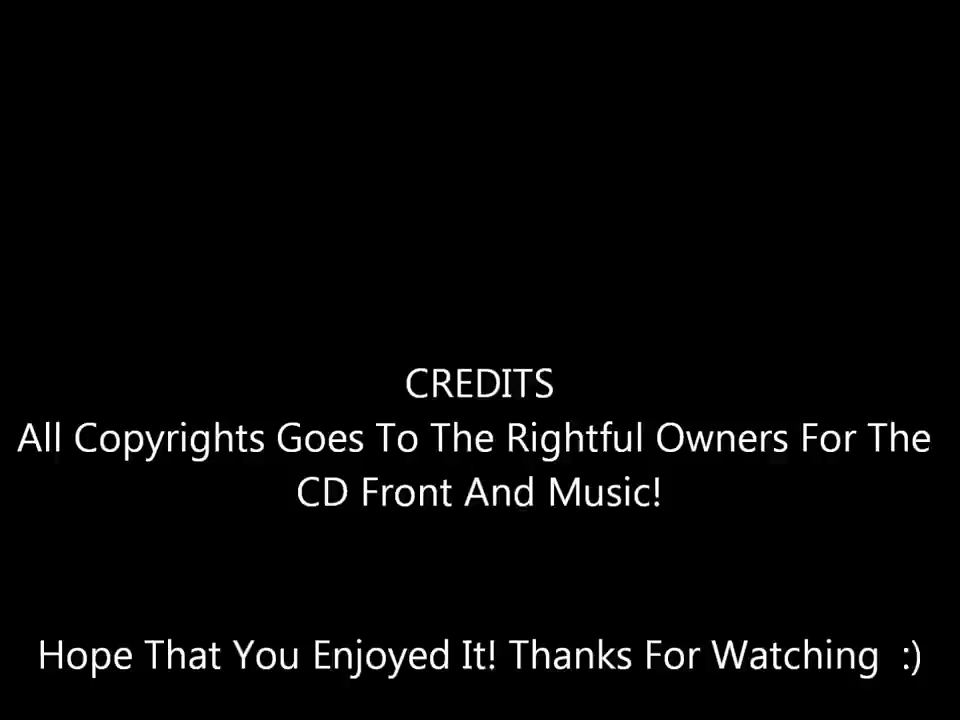 CREDITS
All Copyrights Goes To The Rightful Owners For The
CD Front And Music!
Hope That You Enjoyed It! Thanks For Watching  :)